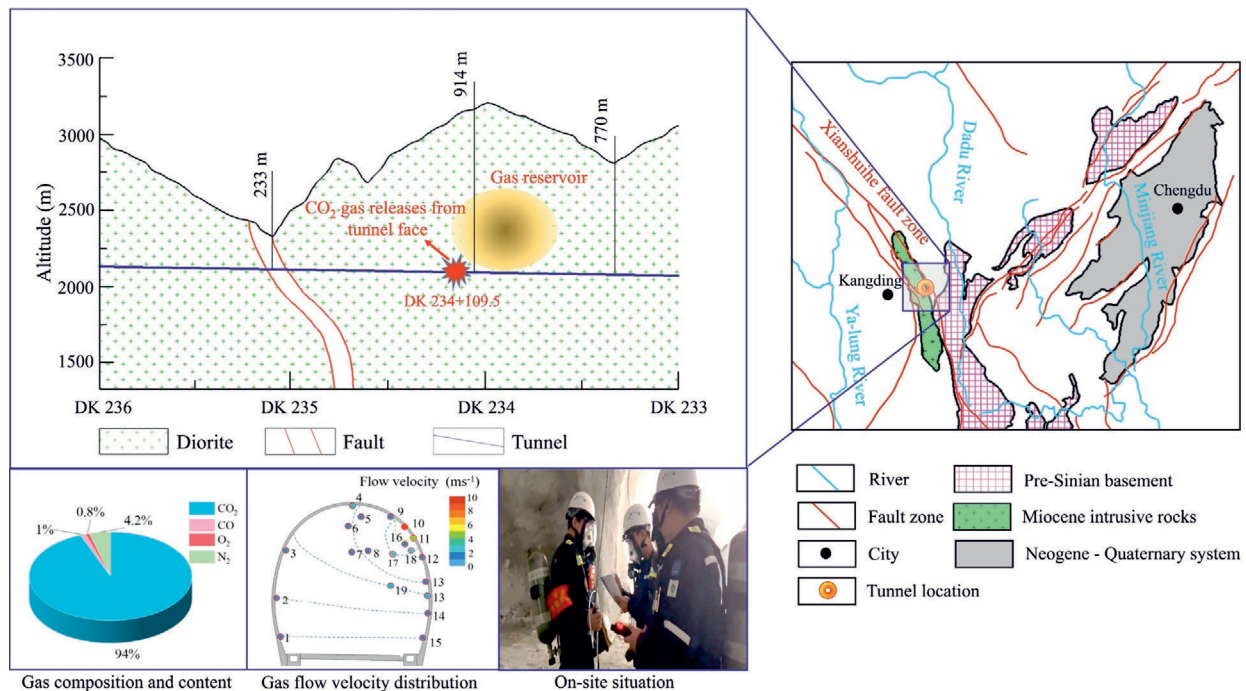 3500
3000
2500
2000
1500
Altitude (m)
233 m
914 m
770 m
Gas reservoir
CO₂ gas releases from
tunnel face
DK 234+109.5
DK 236
DK 235
DK 234
DK 233
Diorite
Fault
Tunnel
Xianshuihe fault zone
Dadu River
Minjiang River
Chengdu
Kangding
Ya-lung River
River
Pre-Sinian basement
Fault zone
Miocene intrusive rocks
City
Neogene - Quaternary system
Tunnel location
1%
0.8%
4.2%
94%
CO₂
CO
O₂
N₂
Gas composition and content
Flow velocity (ms⁻¹)
10
8
6
4
2
0
4
5
6
9
10
11
16
3
7
8
17
18
12
13
19
13
2
14
1
15
Gas flow velocity distribution
On-site situation